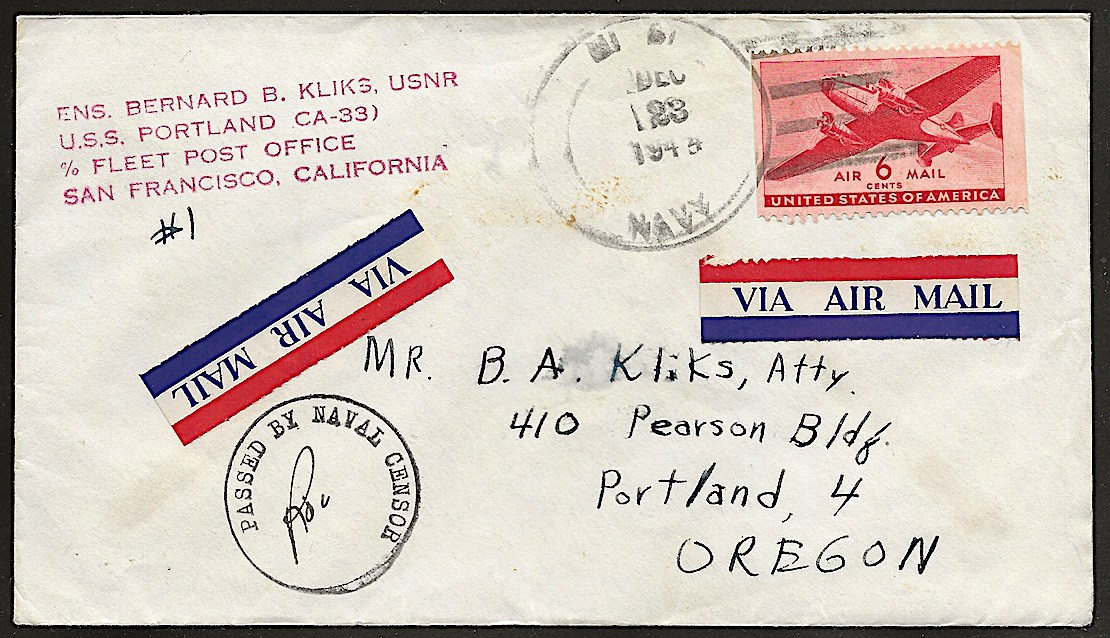 ENS. BERNARD B. KLIKS, USNR
U.S.S. PORTLAND CA-33)
% FLEET POST OFFICE
SAN FRANCISCO, CALIFORNIA
#1
DEC
NAVY
AIR 6 MAIL
CENTS
UNITED STATES OF AMERICA
VIA AIR MAIL
VIA AIR MAIL
MR. B. A. Kliks, Atty.
410 Pearson Bldg.
Portland, 4
OREGON
PASSED BY NAVAL CENSOR